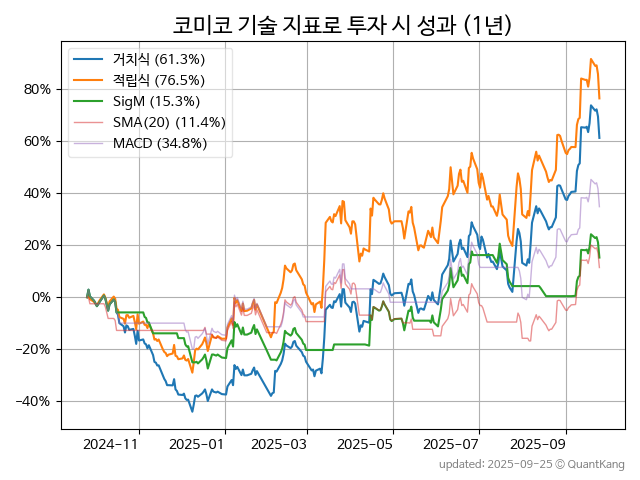 코미코 기술 지표로 투자 시 성과 (1년)
거치식 (61.3%)
적립식 (76.5%)
SigM (15.3%)
SMA(20) (11.4%)
MACD (34.8%)
80%
60%
40%
20%
0%
−20%
−40%
2024-11 2025-01 2025-03 2025-05 2025-07 2025-09
updated: 2025-09-25 © QuantKang